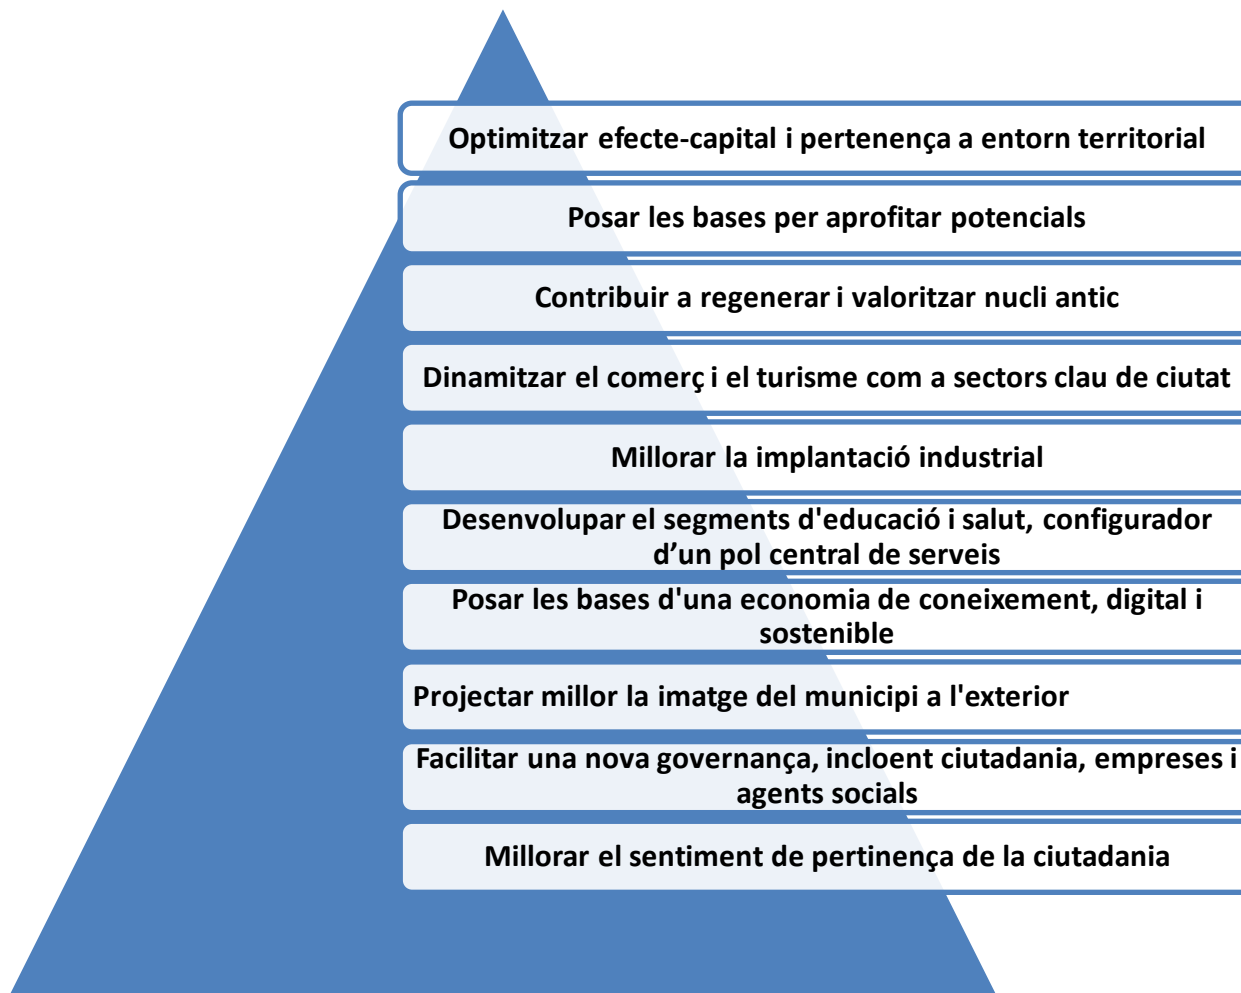 Optimitzar efecte-capital i pertenença a entorn territorial
Posar les bases per aprofitar potencials
Contribuir a regenerar i valoritzar nucli antic
Dinamitzar el comerç i el turisme com a sectors clau de ciutat
Millorar la implantació industrial
Desenvolupar el segments d'educació i salut, configurador
d’un pol central de serveis
Posar les bases d'una economia de coneixement, digital i
sostenible
Projectar millor la imatge del municipi a l'exterior
Facilitar una nova governança, incloent ciutadania, empreses i
agents socials
Millorar el sentiment de pertinença de la ciutadania